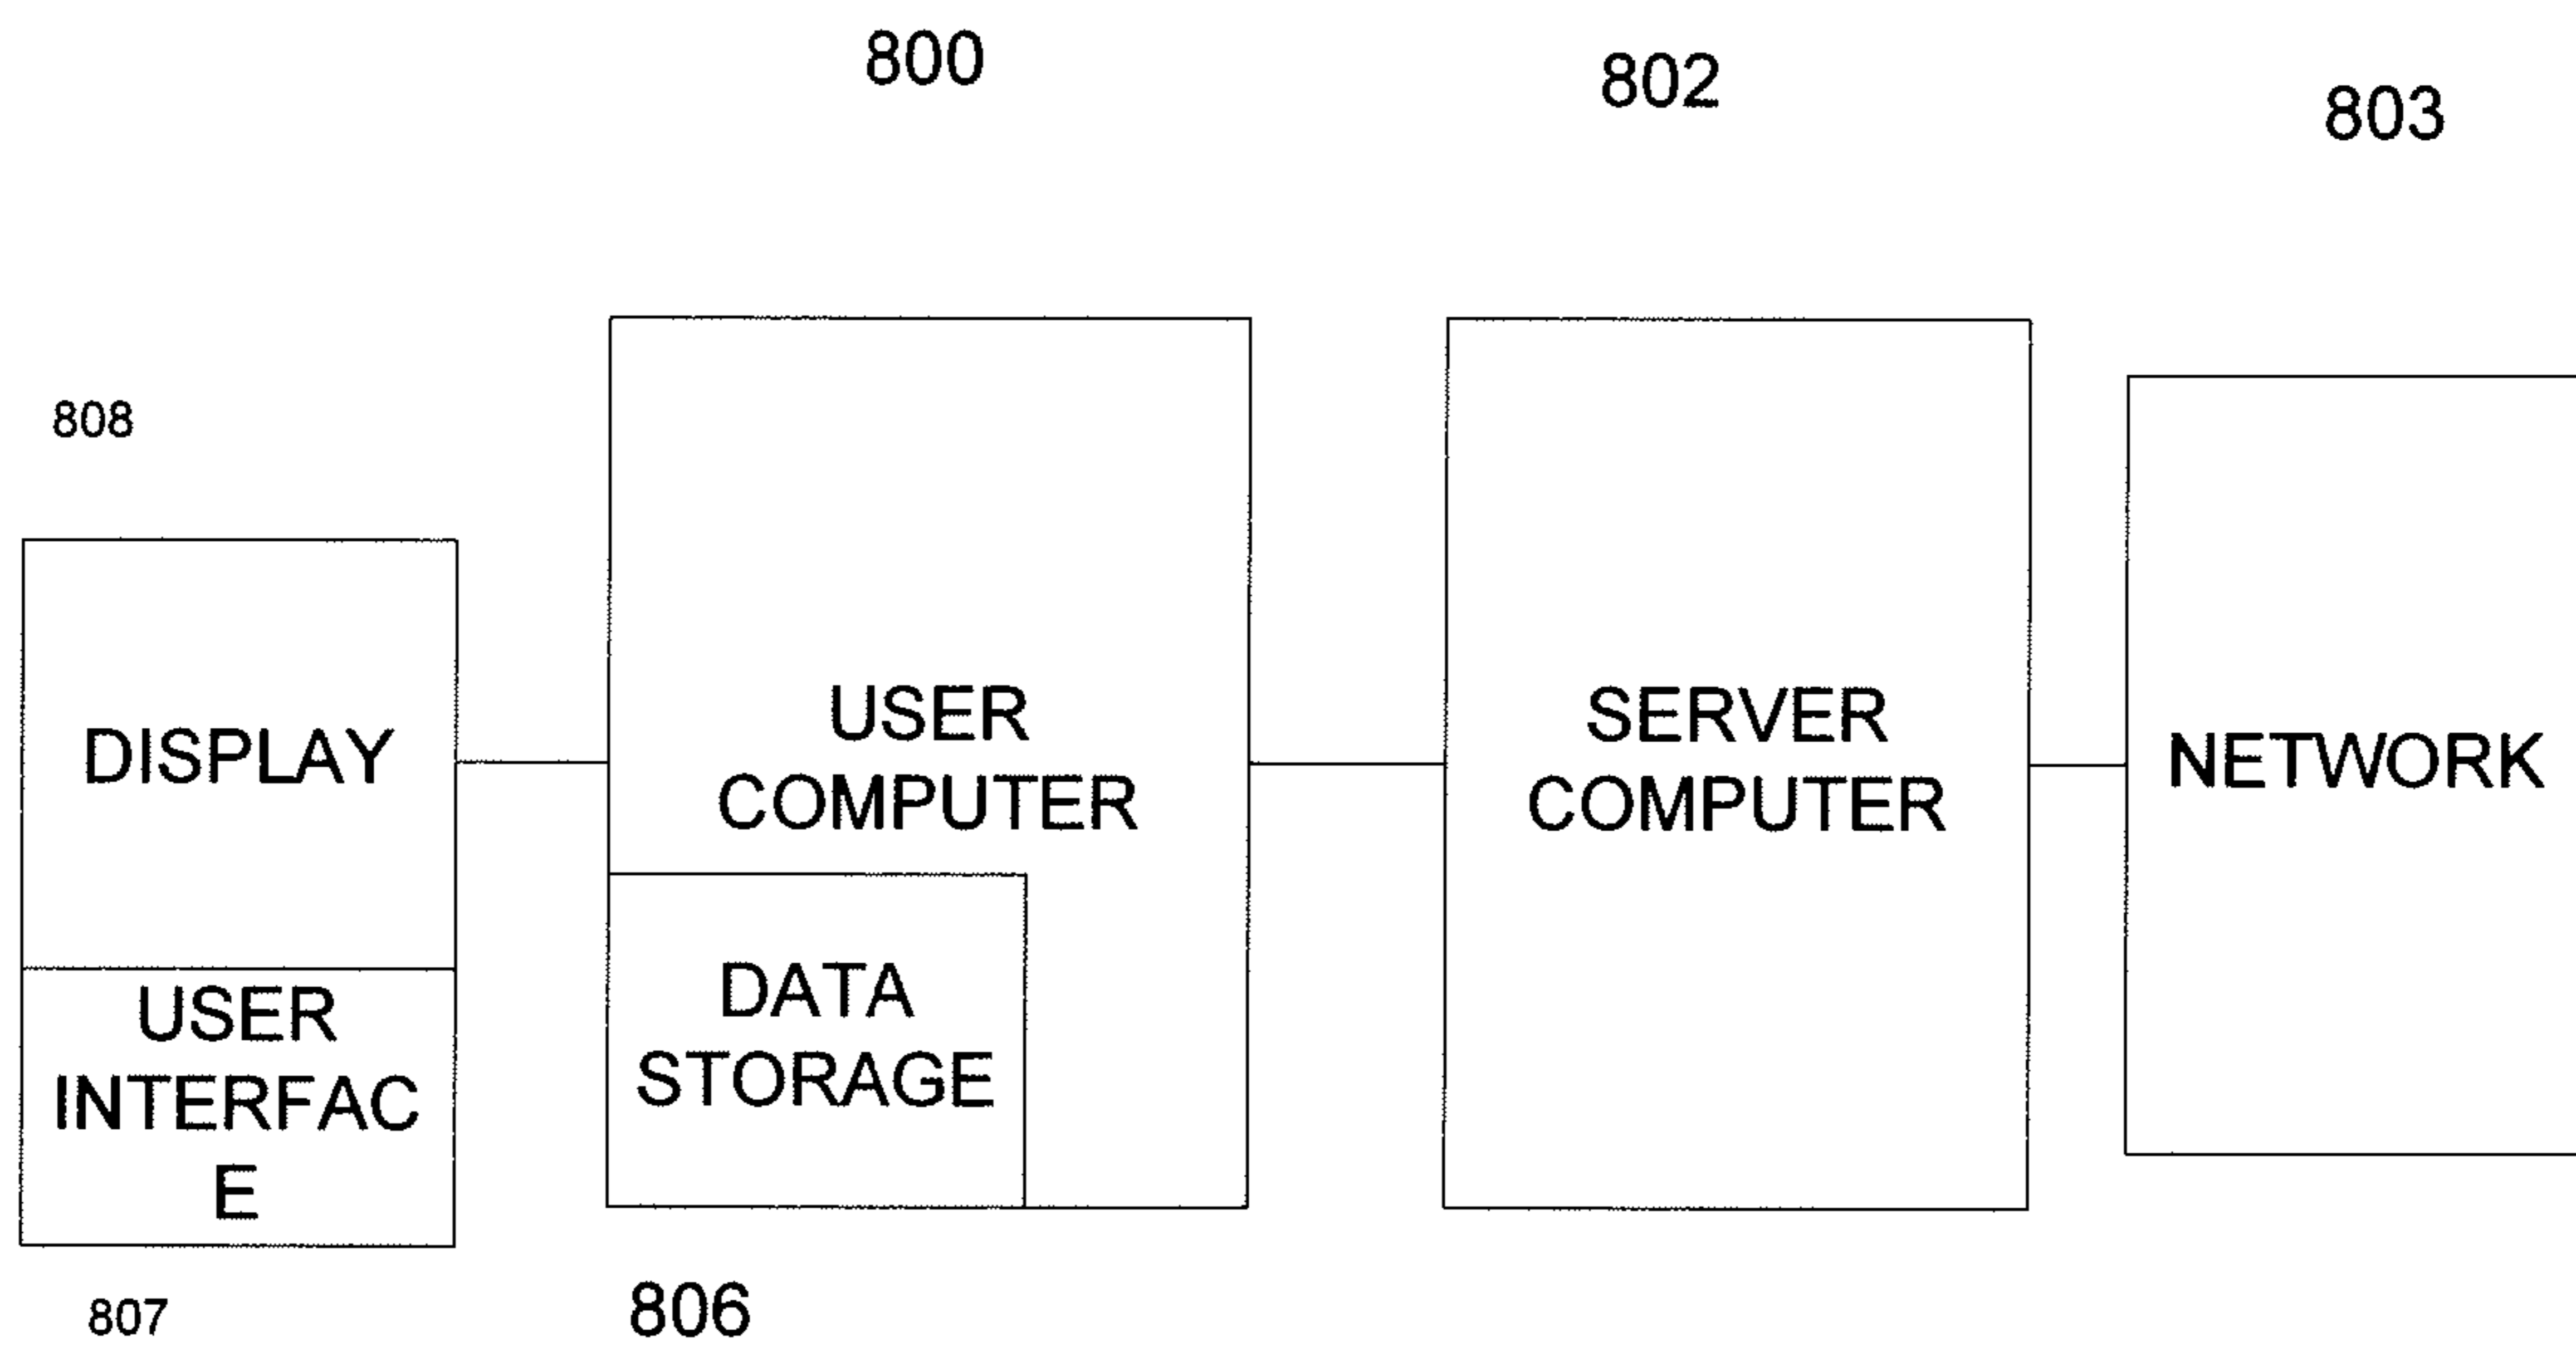 800
802
803
808
DISPLAY
USER
INTERFAC
E
807
USER
COMPUTER
DATA
STORAGE
806
SERVER
COMPUTER
NETWORK